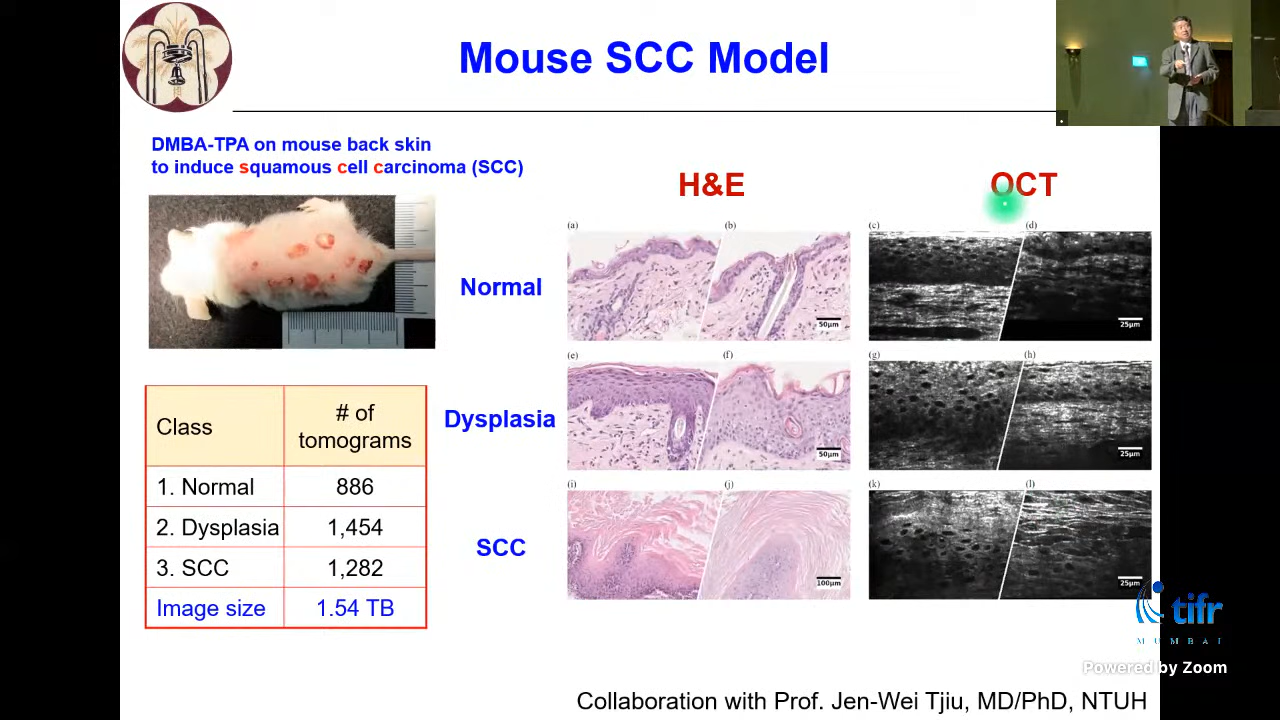 Mouse SCC Model
DMBA-TPA on mouse back skin
to induce squamous cell carcinoma (SCC)
H&E
OCT
(a)
(b)
(c)
(d)
Normal
50µm
25µm
(e)
(f)
(g)
(h)
Dysplasia
50µm
25µm
(i)
(j)
(k)
(l)
SCC
100µm
25µm
Class
# of
tomograms
1. Normal
886
2. Dysplasia
1,454
3. SCC
1,282
Image size
1.54 TB
tifr
MUMBAI
Powered by Zoom
Collaboration with Prof. Jen-Wei Tjiu, MD/PhD, NTUH